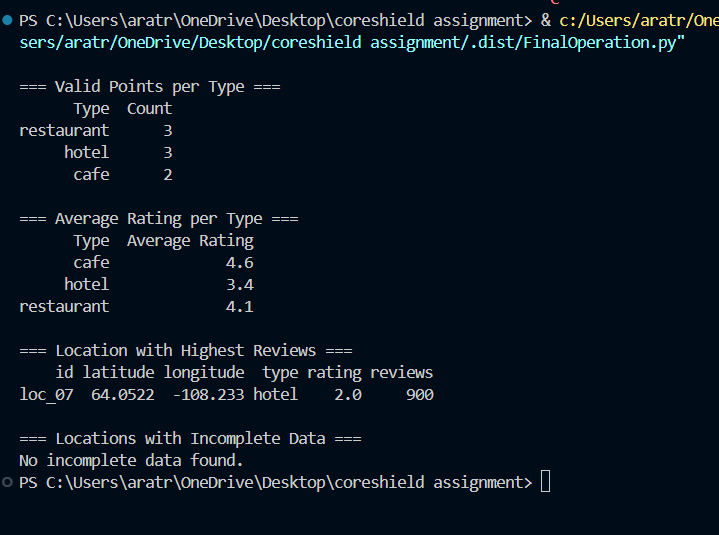 PS C:\Users\aratr\OneDrive\Desktop\coreshield assignment> & c:/Users/aratr/One
sers/aratr/OneDrive/Desktop/coreshield assignment/.dist/FinalOperation.py"
=== Valid Points per Type ===
Type Count
restaurant 3
hotel 3
cafe 2
=== Average Rating per Type ===
Type Average Rating
cafe 4.6
hotel 3.4
restaurant 4.1
=== Location with Highest Reviews ===
id latitude longitude type rating reviews
loc_07 64.0522 -108.233 hotel 2.0 900
=== Locations with Incomplete Data ===
No incomplete data found.
PS C:\Users\aratr\OneDrive\Desktop\coreshield assignment>